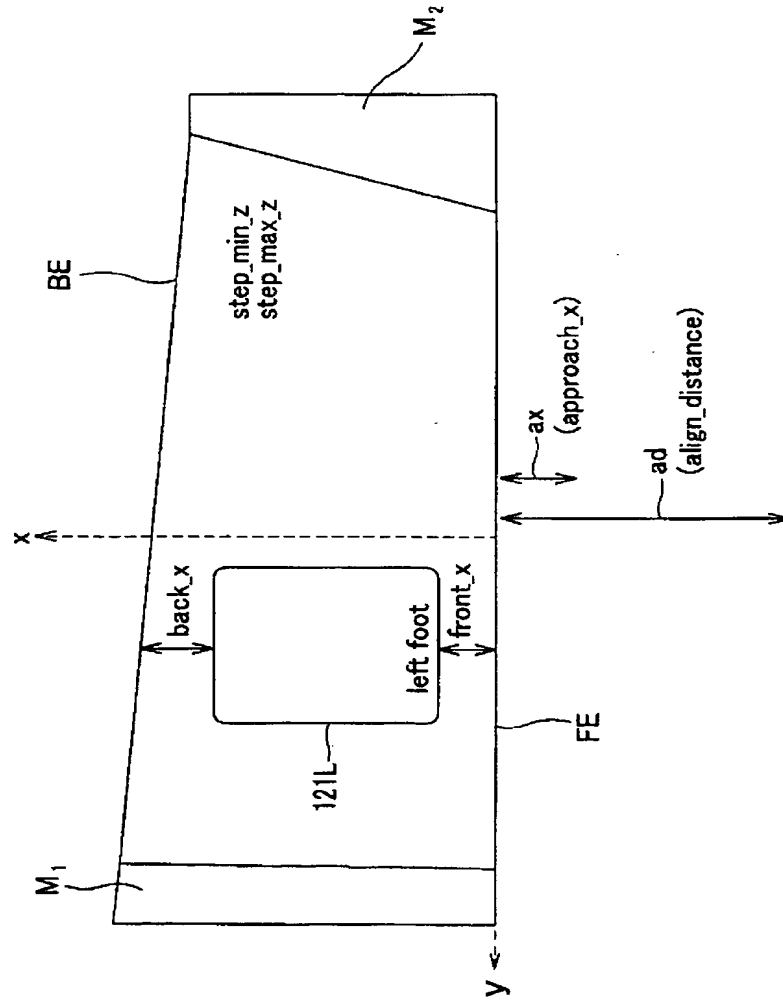 M₂
BE
step_min_z
step_max_z
ax
(approach_x)
ad
(align_distance)
x
back_x
left foot
front_x
121L
FE
M₁
y